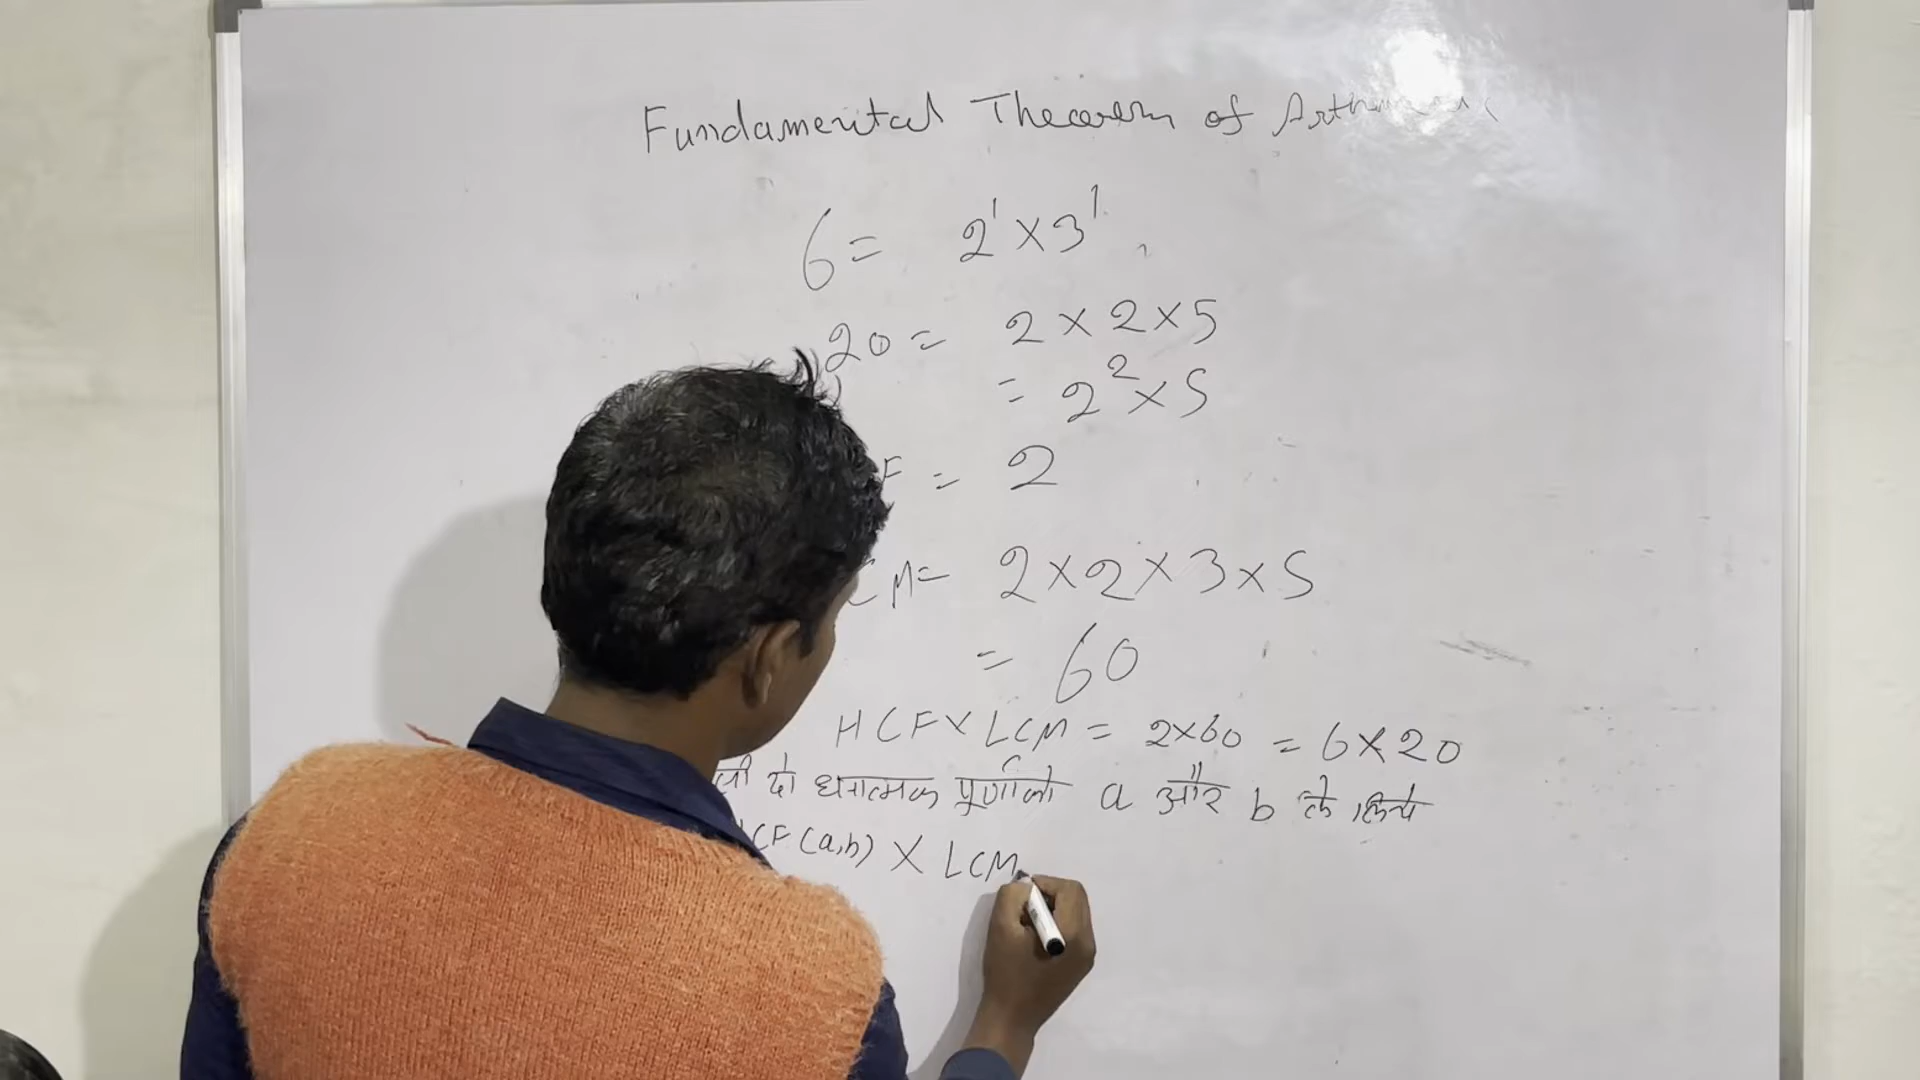 Fundamental Theorem of
6 = 2¹ × 3¹
20 = 2 × 2 × 5
= 2² × 5
F = 2
CM = 2 × 2 × 3 × 5
= 60
HCF × LCM = 2×60 = 6 × 20
दो धनात्मक पूर्णांको a और b के लिये
CF (a,b) × LCM